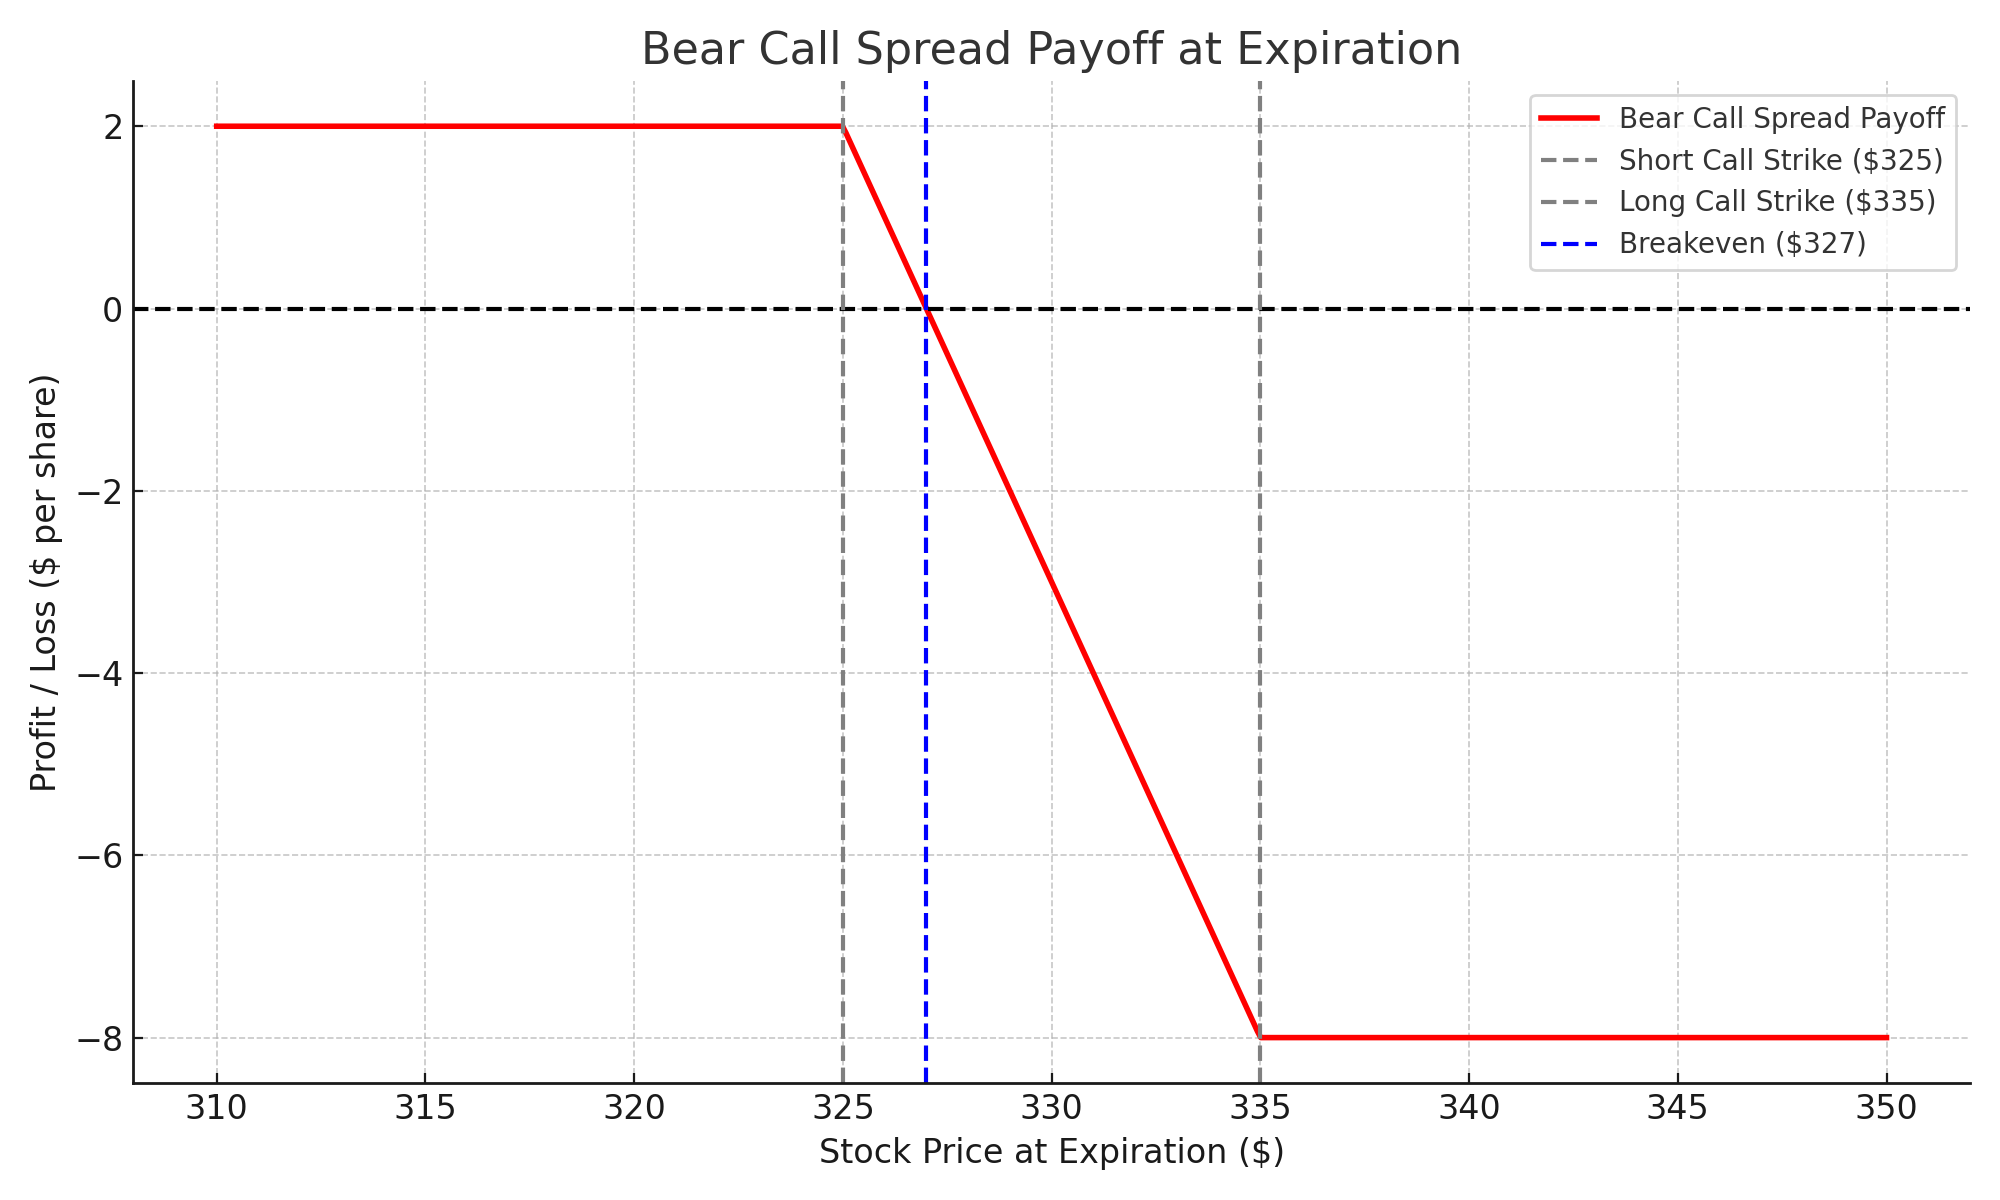 Bear Call Spread Payoff at Expiration
Bear Call Spread Payoff
Short Call Strike ($325)
Long Call Strike ($335)
Breakeven ($327)
Profit / Loss ($ per share)
2
0
−2
−4
−6
−8
310 315 320 325 330 335 340 345 350
Stock Price at Expiration ($)